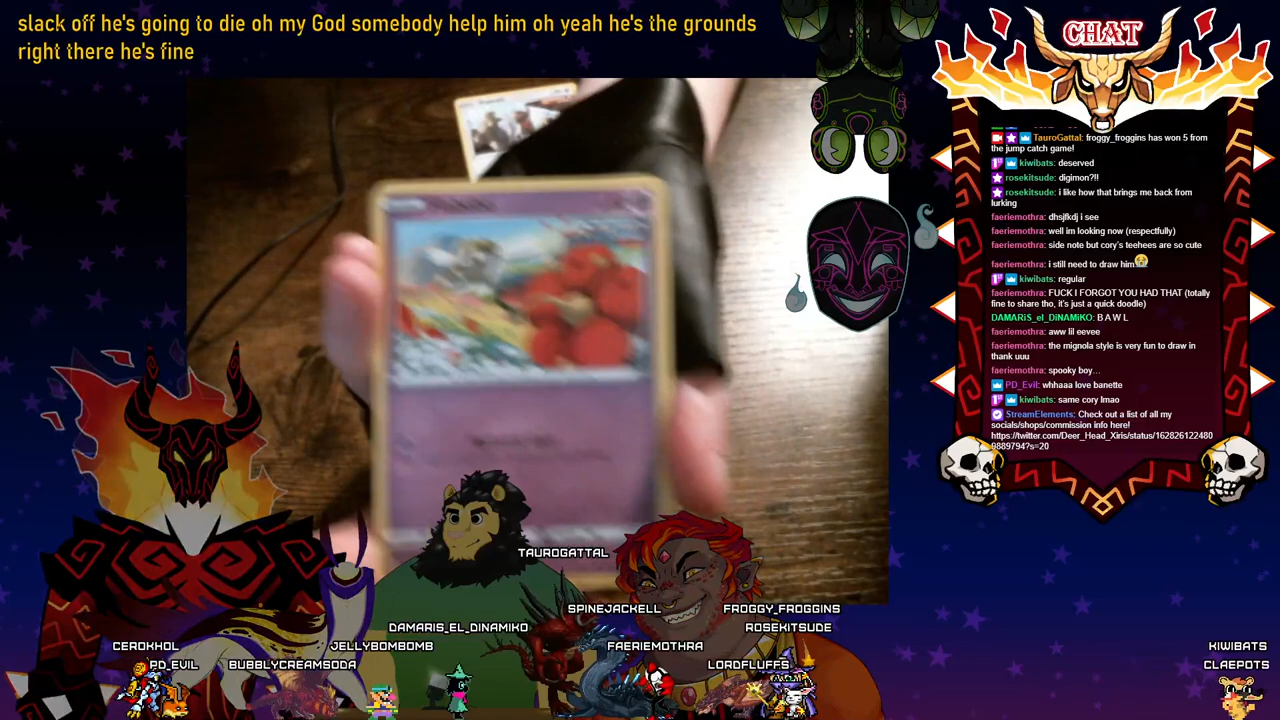 slack off he's going to die oh my God somebody help him oh yeah he's the grounds
right there he's fine
CHAT
TauroGattal: froggy_froggins has won 5 from
the jump catch game!
kiwibats: deserved
rosekitsude: digimon?!!
rosekitsude: i like how that brings me back from
lurking
faeriemothra: dhsjfkdj i see
faeriemothra: well im looking now (respectfully)
faeriemothra: side note but cory's teehees are so cute
faeriemothra: i still need to draw him
kiwibats: regular
faeriemothra: FUCK I FORGOT YOU HAD THAT (totally
fine to share tho, it's just a quick doodle)
DAMARiS_el_DiNAMiKO: B A W L
faeriemothra: aww lil eevee
faeriemothra: the mignola style is very fun to draw in
thank uuu
faeriemothra: spooky boy...
PD_Evil: whhaaa love banette
kiwibats: same cory lmao
StreamElements: Check out a list of all my
socials/shops/commission info here!
https://twitter.com/Deer_Head_Xiris/status/162826122480
9889794?s=20
TAUROGATTAL
SPINEJACKELL
FROGGY_FROGGINS
DAMARIS_EL_DINAMIKO
ROSEKITSUDE
CEROKHOL
JELLYBOMBOMB
FAERIEMOTHRA
KIWIBATS
PD_EVIL
BUBBLYCREAMSODA
LORDFLUFFS
CLAEPOTS